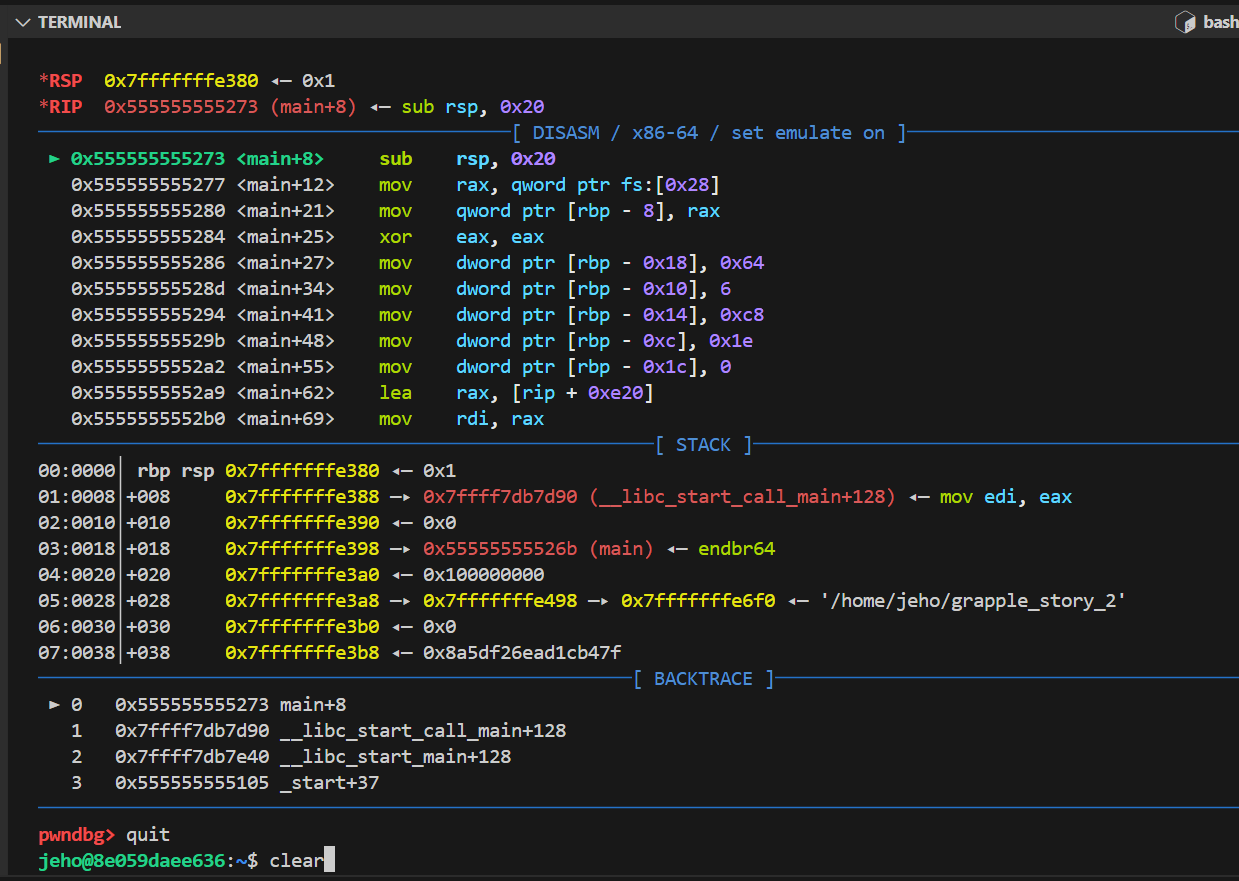 TERMINAL bash
*RSP 0x7fffffffe380 ◂— 0x1
*RIP 0x555555555273 (main+8) ◂— sub rsp, 0x20
[ DISASM / x86-64 / set emulate on ]
► 0x555555555273 <main+8> sub rsp, 0x20
0x555555555277 <main+12> mov rax, qword ptr fs:[0x28]
0x555555555280 <main+21> mov qword ptr [rbp - 8], rax
0x555555555284 <main+25> xor eax, eax
0x555555555286 <main+27> mov dword ptr [rbp - 0x18], 0x64
0x55555555528d <main+34> mov dword ptr [rbp - 0x10], 6
0x555555555294 <main+41> mov dword ptr [rbp - 0x14], 0xc8
0x55555555529b <main+48> mov dword ptr [rbp - 0xc], 0x1e
0x5555555552a2 <main+55> mov dword ptr [rbp - 0x1c], 0
0x5555555552a9 <main+62> lea rax, [rip + 0xe20]
0x5555555552b0 <main+69> mov rdi, rax
[ STACK ]
00:0000│ rbp rsp 0x7fffffffe380 ◂— 0x1
01:0008│+008 0x7fffffffe388 —▸ 0x7ffff7db7d90 (__libc_start_call_main+128) ◂— mov edi, eax
02:0010│+010 0x7fffffffe390 ◂— 0x0
03:0018│+018 0x7fffffffe398 —▸ 0x55555555526b (main) ◂— endbr64
04:0020│+020 0x7fffffffe3a0 ◂— 0x100000000
05:0028│+028 0x7fffffffe3a8 —▸ 0x7fffffffe498 —▸ 0x7fffffffe6f0 ◂— '/home/jeho/grapple_story_2'
06:0030│+030 0x7fffffffe3b0 ◂— 0x0
07:0038│+038 0x7fffffffe3b8 ◂— 0x8a5df26ead1cb47f
[ BACKTRACE ]
► 0 0x555555555273 main+8
1 0x7ffff7db7d90 __libc_start_call_main+128
2 0x7ffff7db7e40 __libc_start_main+128
3 0x555555555105 _start+37
pwndbg> quit
jeho@8e059daee636:~$ clear